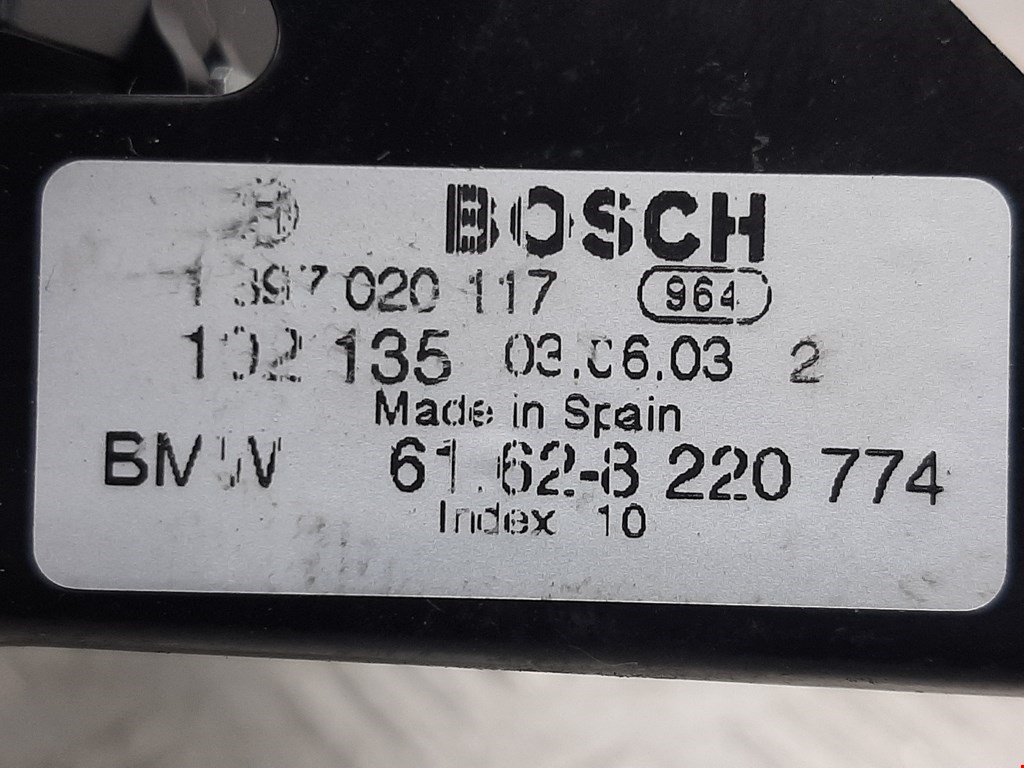 BOSCH
1 397 020 117 964
102 135 03.06.03 2
Made in Spain
BMW 61.62-8 220 774
Index 10